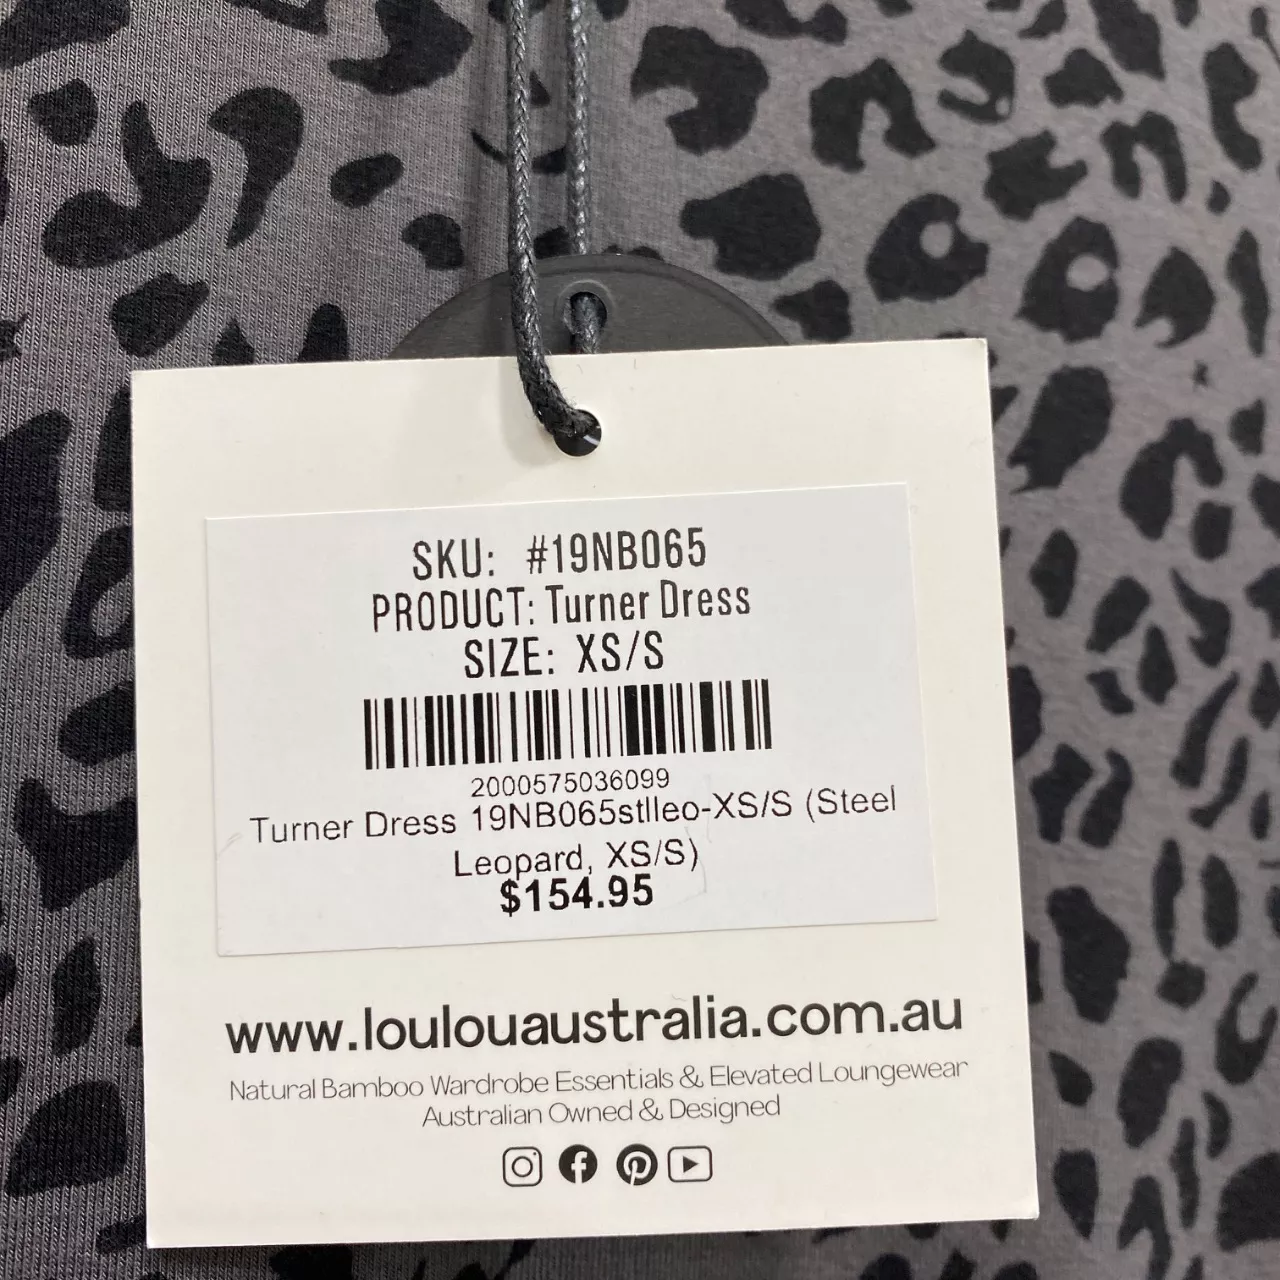 SKU: #19NB065
PRODUCT: Turner Dress
SIZE: XS/S
2000575036099
Turner Dress 19NB065stlleo-XS/S (Steel
Leopard, XS/S)
$154.95
www.loulouaustralia.com.au
Natural Bamboo Wardrobe Essentials & Elevated Loungewear
Australian Owned & Designed